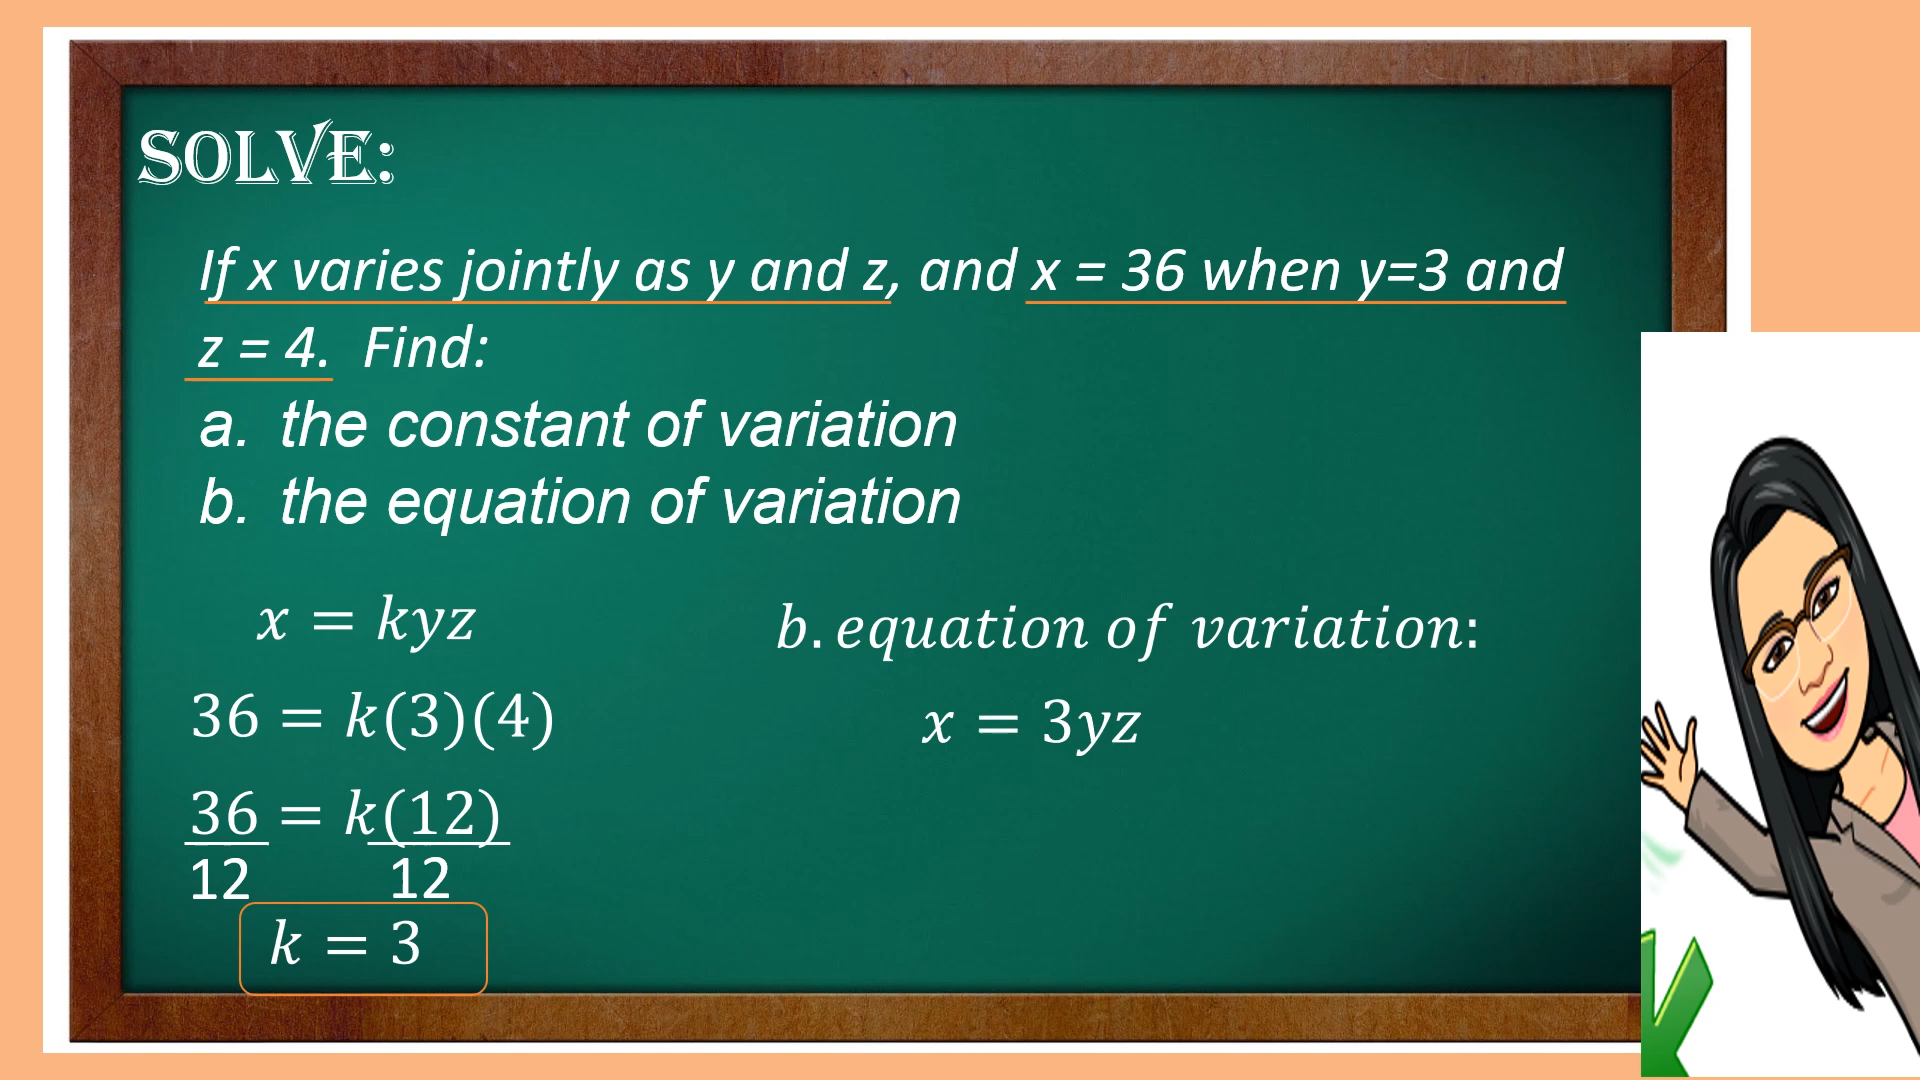 SOLVE:
If x varies jointly as y and z, and x = 36 when y=3 and
z = 4. Find:
a. the constant of variation
b. the equation of variation
x = kyz
36 = k(3)(4)
36 = k(12)
12 12
k = 3
b. equation of variation:
x = 3yz